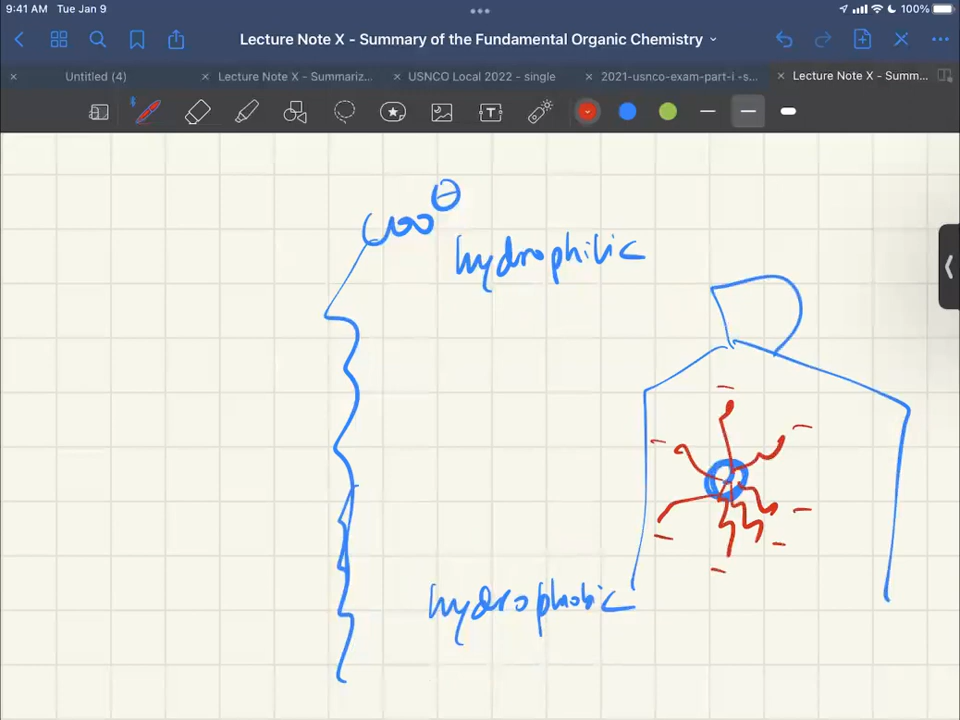 9:41 AM Tue Jan 9
100%
Lecture Note X - Summary of the Fundamental Organic Chemistry
Untitled (4)
Lecture Note X - Summariz...
USNCO Local 2022 - single
2021-usnco-exam-part-i -s...
Lecture Note X - Summ...
T
COO⊖
hydrophilic
hydrophobic